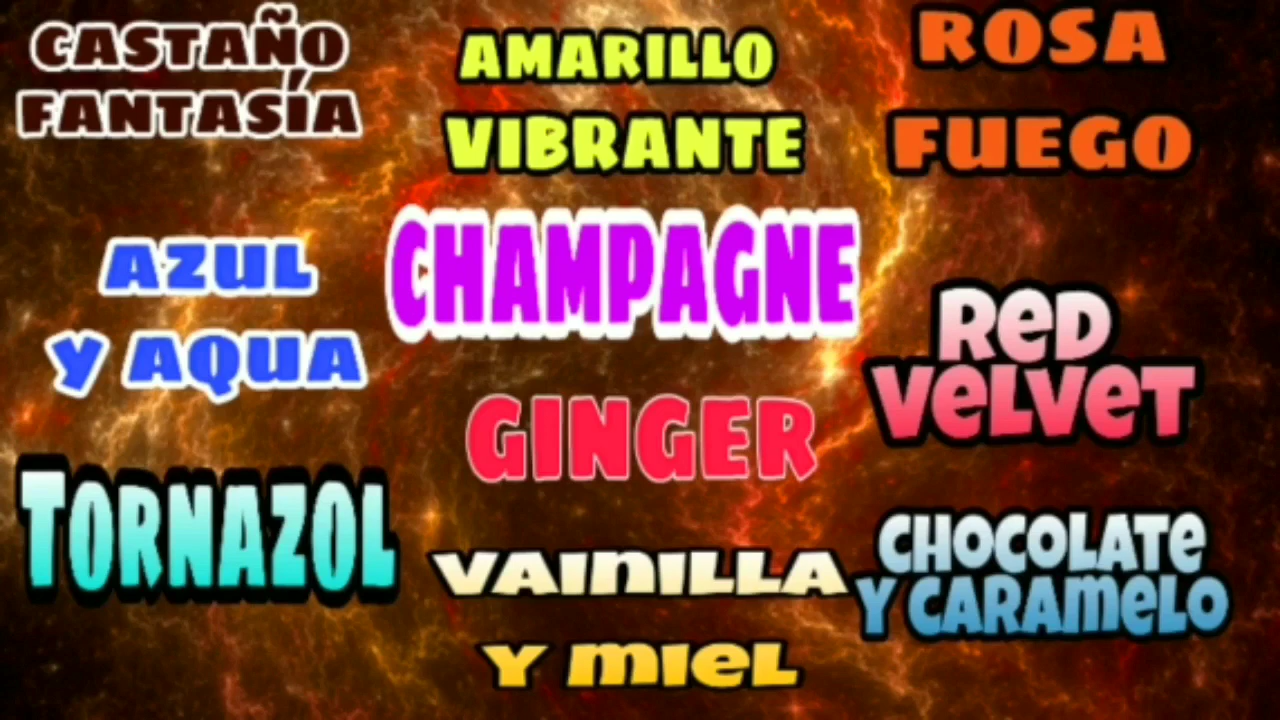 CASTAÑO
FANTASÍA
AMARILLO
VIBRANTE
ROSA
FUEGO
AZUL
Y AQUA
CHAMPAGNE
RED
VELVET
GINGER
TORNAZOL
VAINILLA
Y MIEL
CHOCOLATE
Y CARAMELO